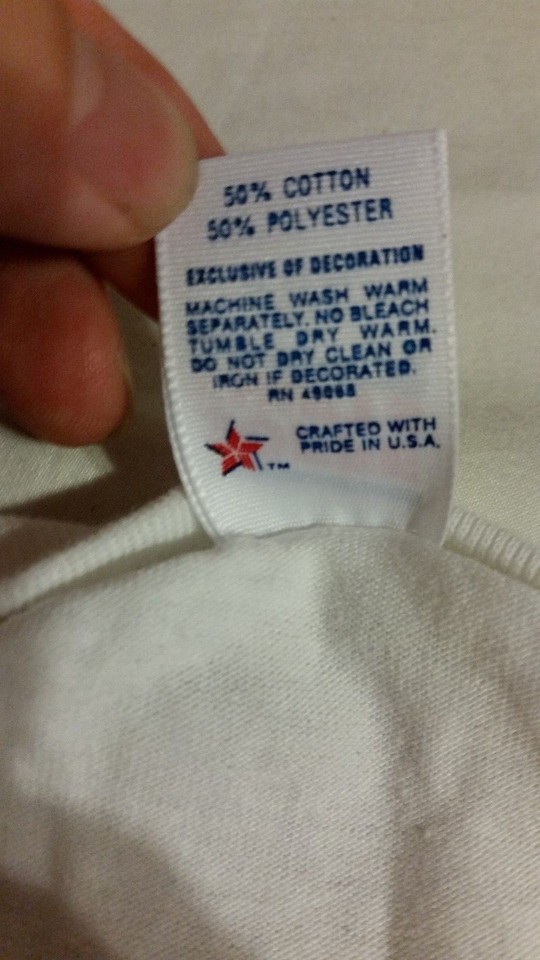 50% COTTON
50% POLYESTER
EXCLUSIVE OF DECORATION
MACHINE WASH WARM
SEPARATELY. NO BLEACH
TUMBLE DRY WARM.
DO NOT DRY CLEAN OR
IRON IF DECORATED.
RN
CRAFTED WITH
PRIDE IN U.S.A.
TM